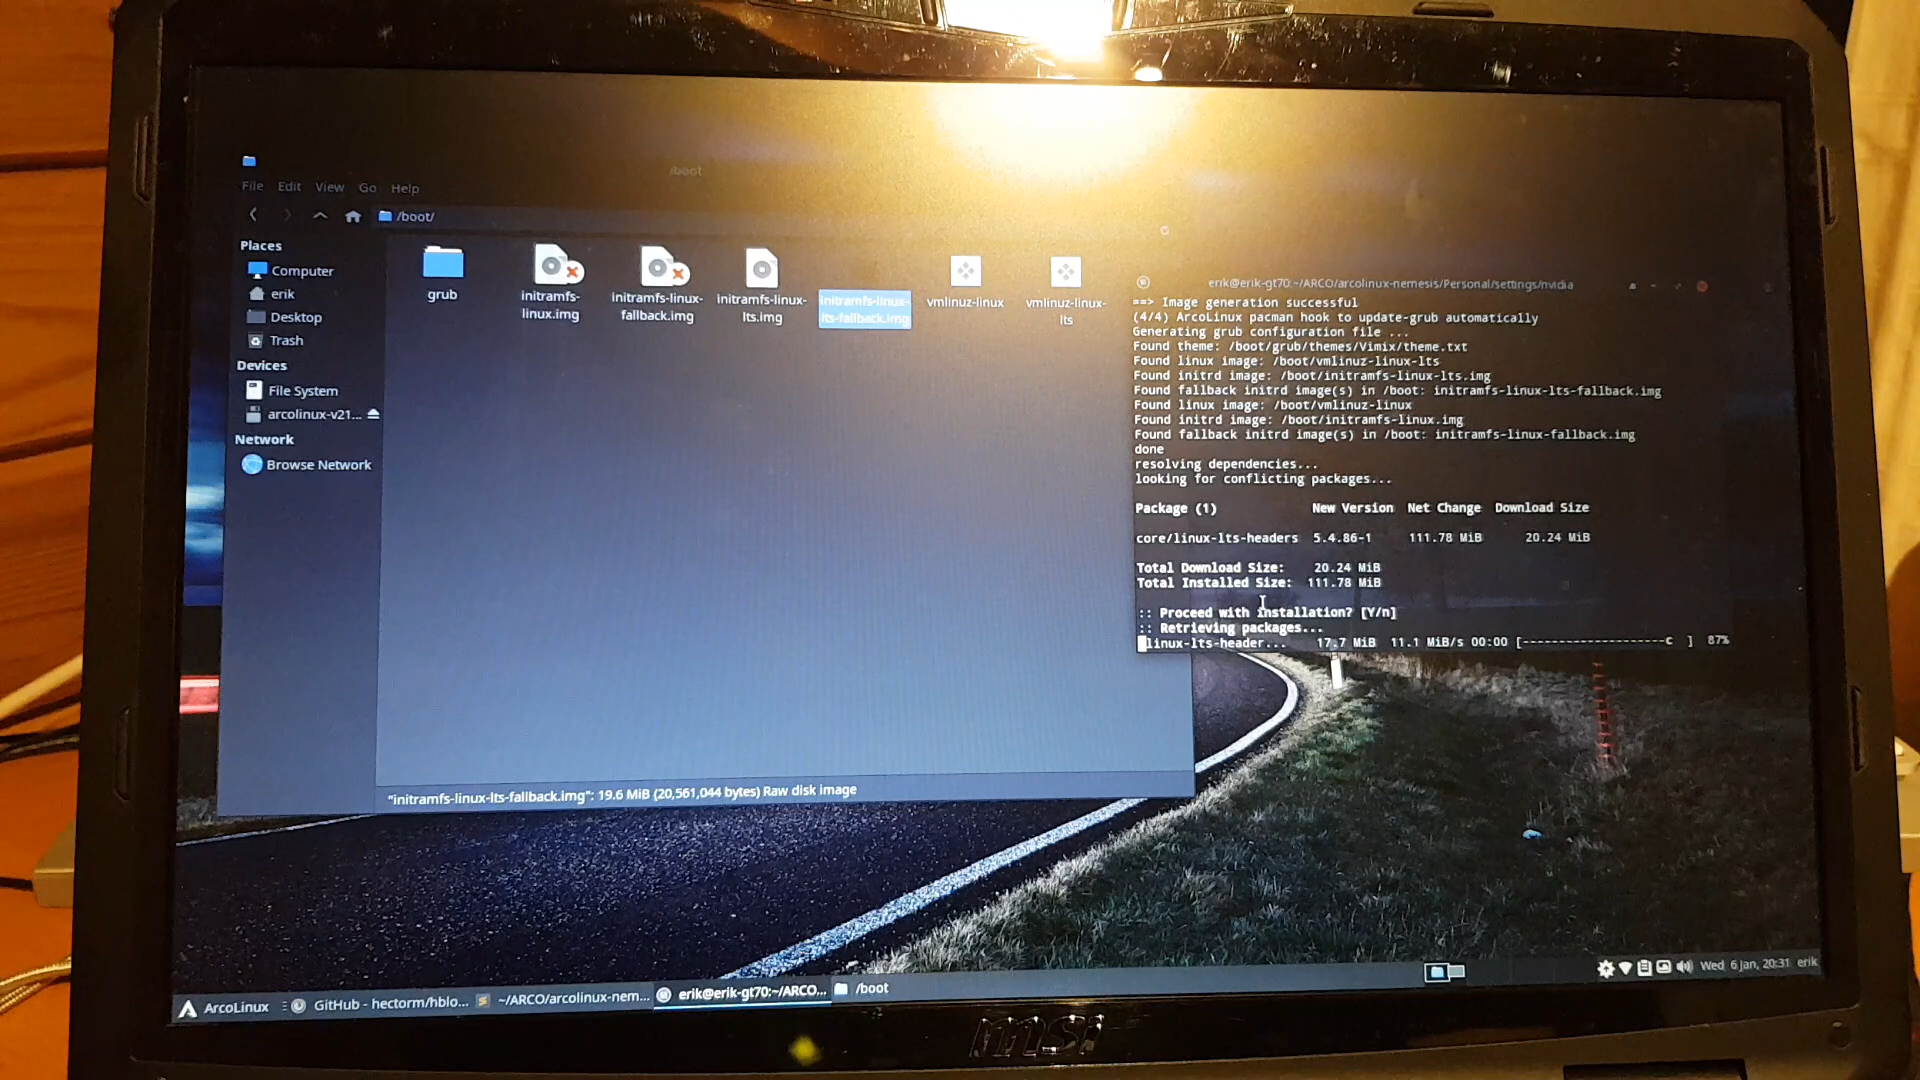 /boot
File Edit View Go Help
/boot/
Places
Computer
erik
Desktop
Trash
Devices
File System
arcolinux-v21...
Network
Browse Network
grub
initramfs-
linux.img
initramfs-linux-
fallback.img
initramfs-linux-
lts.img
initramfs-linux-
lts-fallback.img
vmlinuz-linux
vmlinuz-linux-
lts
"initramfs-linux-lts-fallback.img": 19.6 MiB (20,561,044 bytes) Raw disk image
erik@erik-gt70:~/ARCO/arcolinux-nemesis/Personal/settings/nvidia
==> Image generation successful
(4/4) ArcoLinux pacman hook to update-grub automatically
Generating grub configuration file ...
Found theme: /boot/grub/themes/Vimix/theme.txt
Found linux image: /boot/vmlinuz-linux-lts
Found initrd image: /boot/initramfs-linux-lts.img
Found fallback initrd image(s) in /boot: initramfs-linux-lts-fallback.img
Found linux image: /boot/vmlinuz-linux
Found initrd image: /boot/initramfs-linux.img
Found fallback initrd image(s) in /boot: initramfs-linux-fallback.img
done
resolving dependencies...
looking for conflicting packages...
Package (1) New Version Net Change Download Size
core/linux-lts-headers 5.4.86-1 111.78 MiB 20.24 MiB
Total Download Size: 20.24 MiB
Total Installed Size: 111.78 MiB
:: Proceed with installation? [Y/n]
:: Retrieving packages...
linux-lts-header... 17.7 MiB 11.1 MiB/s 00:00 [--------------------c ] 87%
ArcoLinux
GitHub - hectorm/hblo...
~/ARCO/arcolinux-nem...
erik@erik-gt70:~/ARCO...
/boot
Wed 6 Jan, 20:31 erik
msi